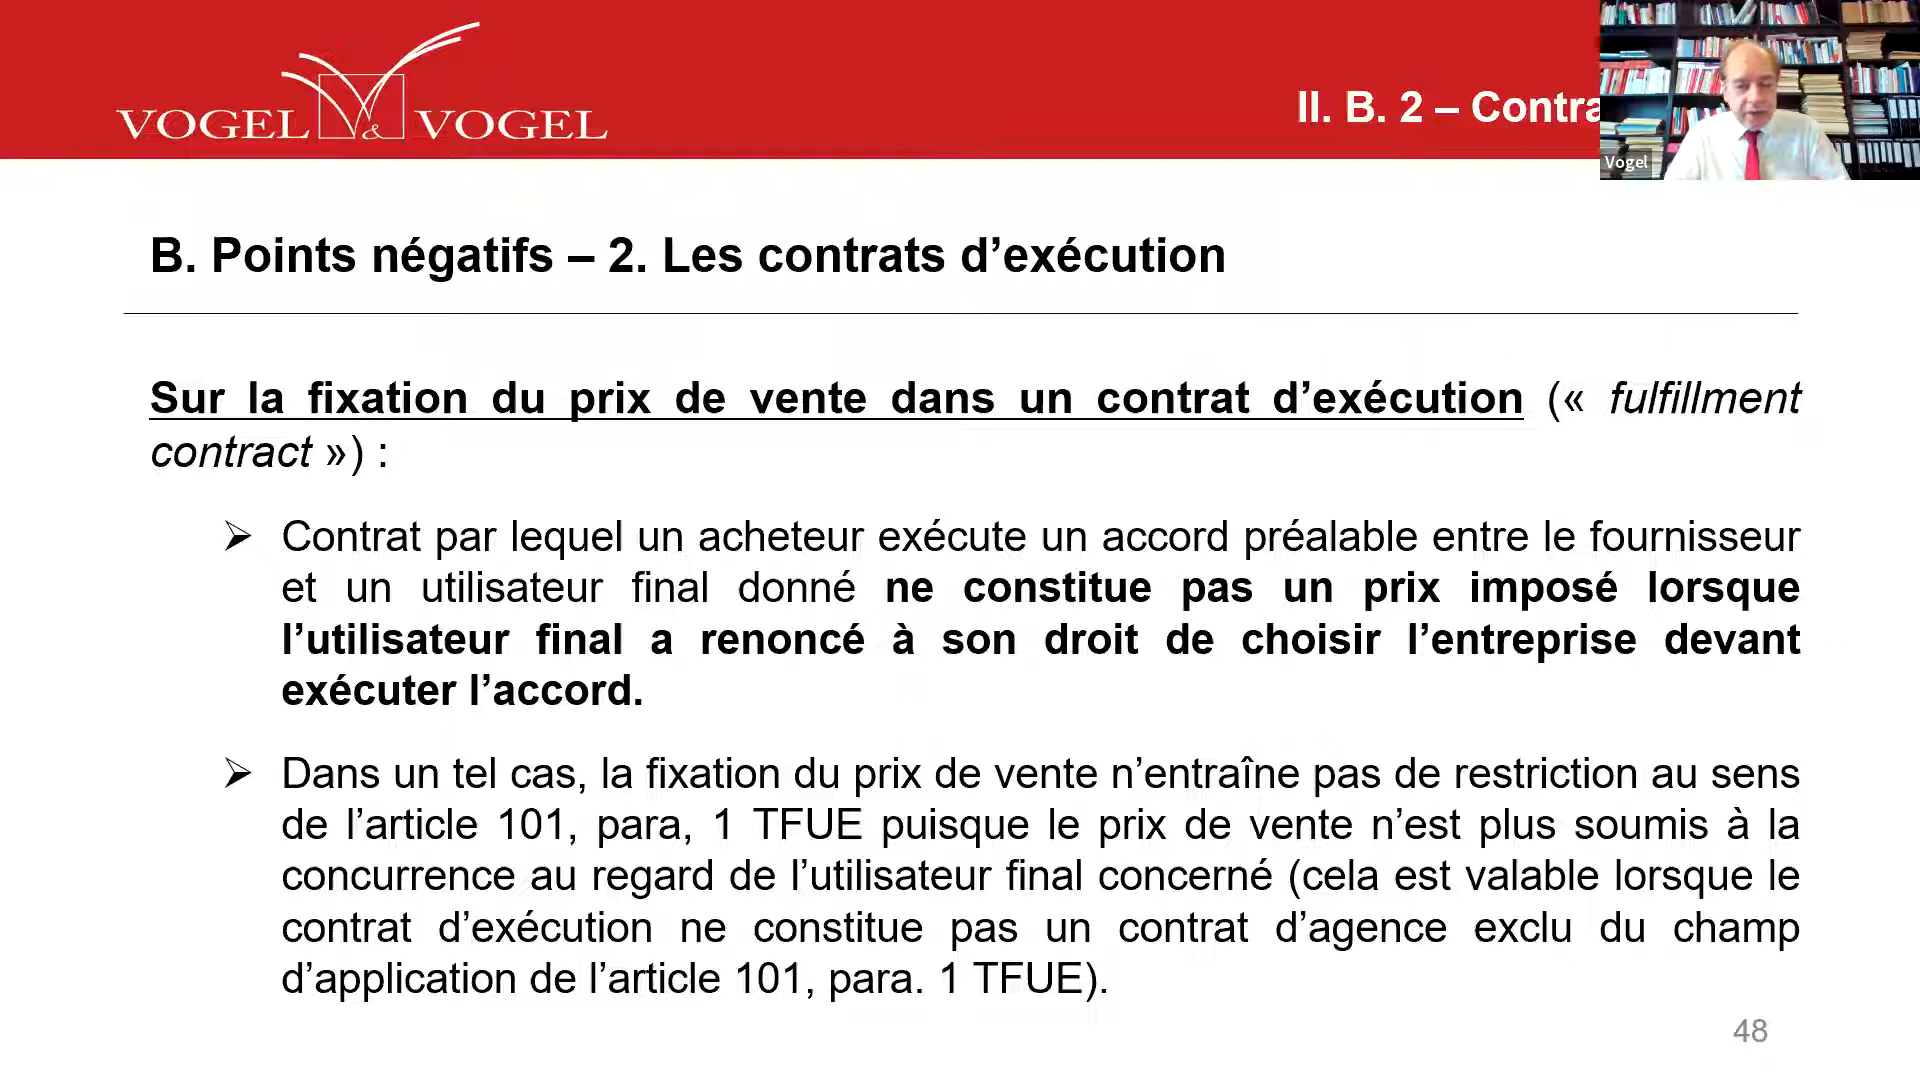 VOGEL & VOGEL
II. B. 2 – Contra
Vogel
B. Points négatifs – 2. Les contrats d’exécution
Sur la fixation du prix de vente dans un contrat d’exécution (« fulfillment
contract ») :
➢ Contrat par lequel un acheteur exécute un accord préalable entre le fournisseur
et un utilisateur final donné ne constitue pas un prix imposé lorsque
l’utilisateur final a renoncé à son droit de choisir l’entreprise devant
exécuter l’accord.
➢ Dans un tel cas, la fixation du prix de vente n’entraîne pas de restriction au sens
de l’article 101, para, 1 TFUE puisque le prix de vente n’est plus soumis à la
concurrence au regard de l’utilisateur final concerné (cela est valable lorsque le
contrat d’exécution ne constitue pas un contrat d’agence exclu du champ
d’application de l’article 101, para. 1 TFUE).
48